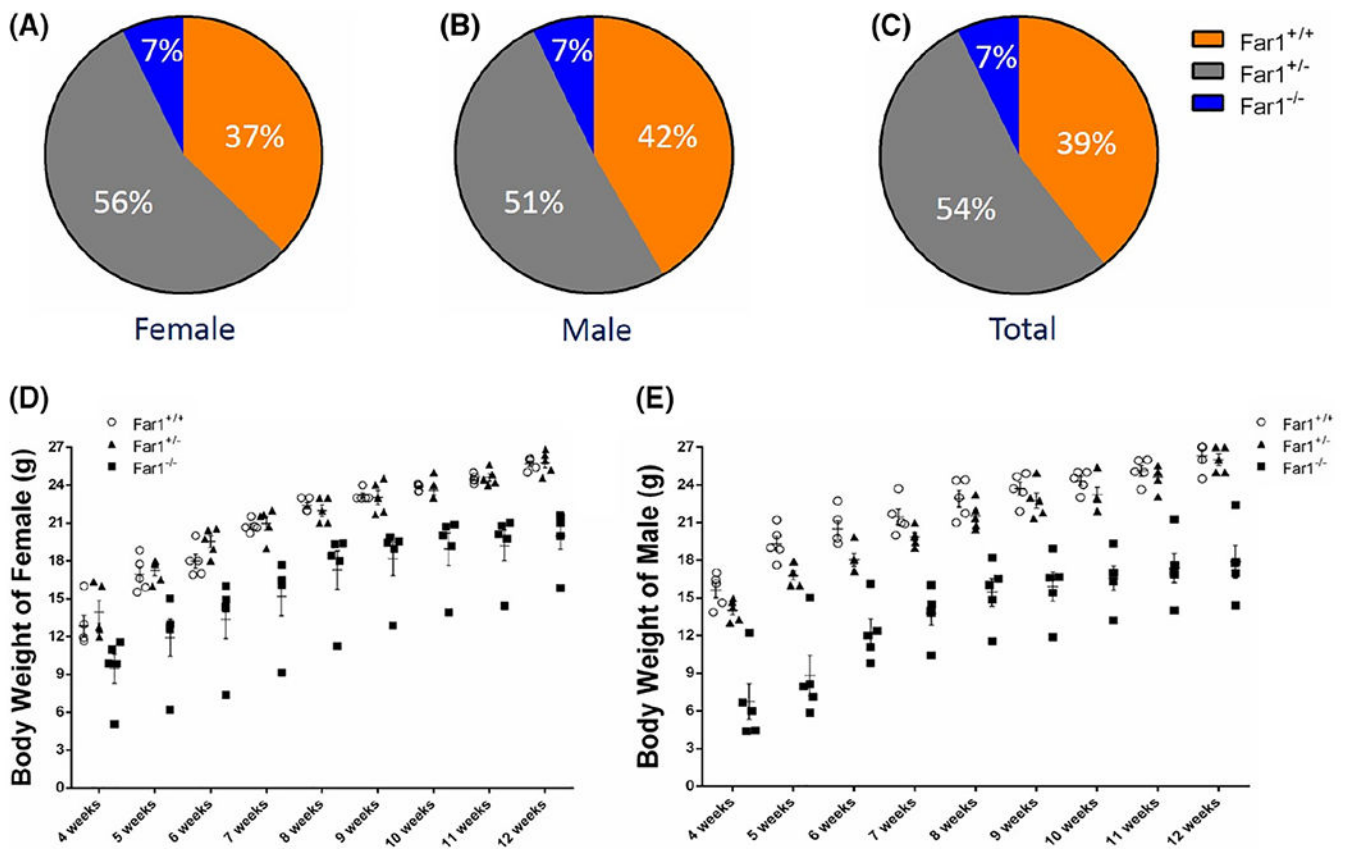 (A)
7%
37%
56%
Female
(B)
7%
42%
51%
Male
(C)
7%
39%
54%
Total
Far1+/+
Far1+/-
Far1-/-
(D)
Far1+/+
Far1+/-
Far1-/-
Body Weight of Female (g)
27
24
21
18
15
12
9
6
3
0
4 weeks
5 weeks
6 weeks
7 weeks
8 weeks
9 weeks
10 weeks
11 weeks
12 weeks
(E)
Far1+/+
Far1+/-
Far1-/-
Body Weight of Male (g)
27
24
21
18
15
12
9
6
3
0
4 weeks
5 weeks
6 weeks
7 weeks
8 weeks
9 weeks
10 weeks
11 weeks
12 weeks